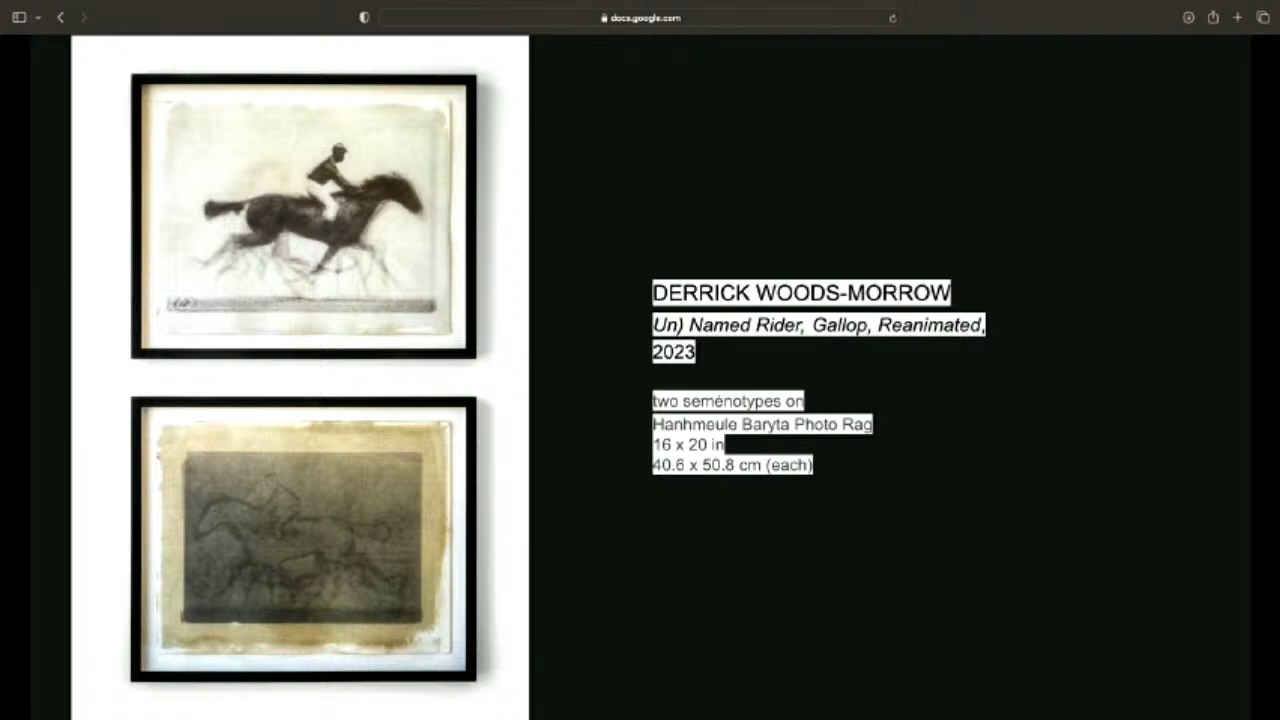 docs.google.com
DERRICK WOODS-MORROW
Un) Named Rider, Gallop, Reanimated,
2023
two seménotypes on
Hanhmeule Baryta Photo Rag
16 x 20 in
40.6 x 50.8 cm (each)